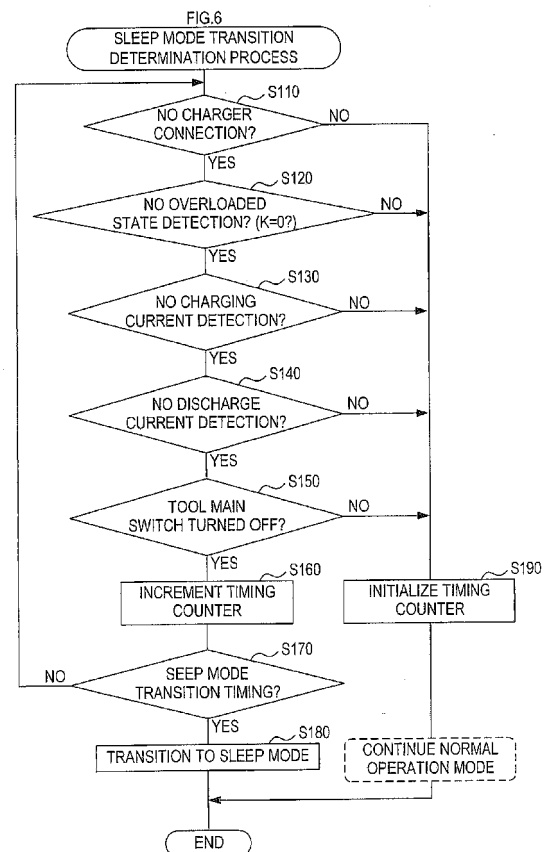 FIG.6
SLEEP MODE TRANSITION
DETERMINATION PROCESS
S110
NO CHARGER
CONNECTION?
NO
YES
S120
NO OVERLOADED
STATE DETECTION? (K=0?)
NO
YES
S130
NO CHARGING
CURRENT DETECTION?
NO
YES
S140
NO DISCHARGE
CURRENT DETECTION?
NO
YES
S150
TOOL MAIN
SWITCH TURNED OFF?
NO
YES
S160
INCREMENT TIMING
COUNTER
S190
INITIALIZE TIMING
COUNTER
S170
SEEP MODE
TRANSITION TIMING?
NO
YES
S180
TRANSITION TO SLEEP MODE
CONTINUE NORMAL
OPERATION MODE
END